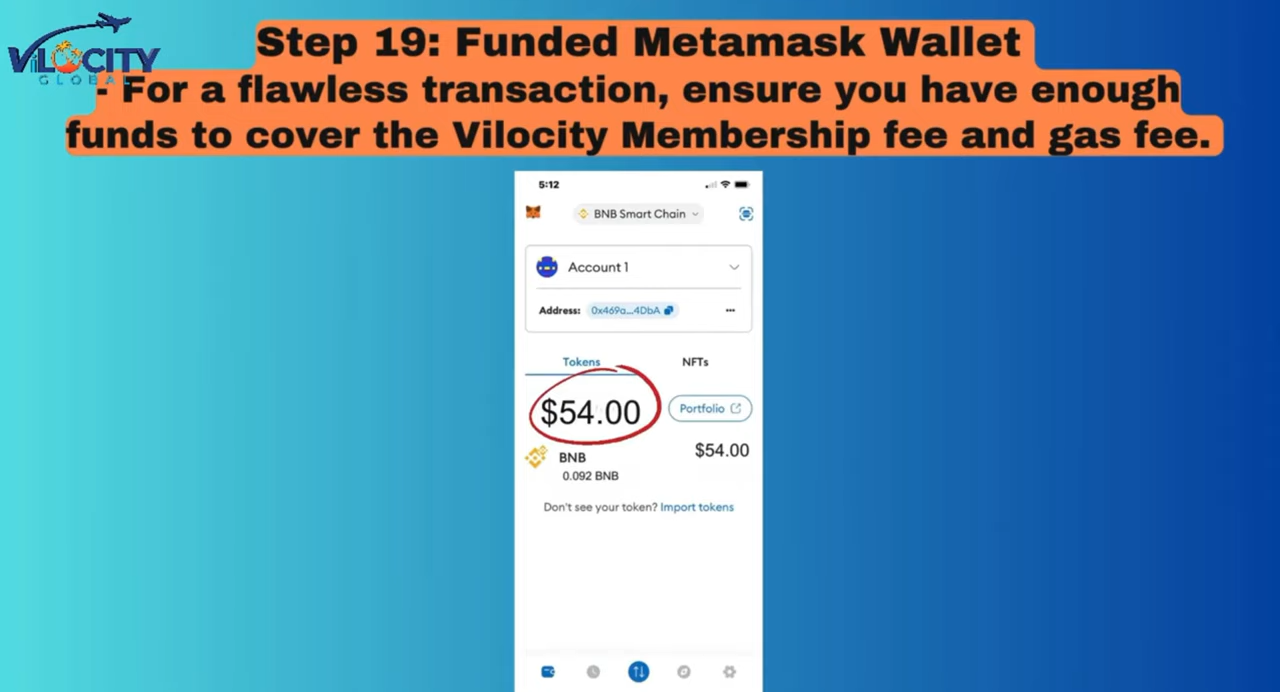 ViLOCITY
GLOBAL
Step 19: Funded Metamask Wallet
- For a flawless transaction, ensure you have enough
funds to cover the Vilocity Membership fee and gas fee.
5:12
BNB Smart Chain
Account 1
Address: 0x469a...4DbA
Tokens NFTs
$54.00 Portfolio
BNB $54.00
0.092 BNB
Don't see your token? Import tokens